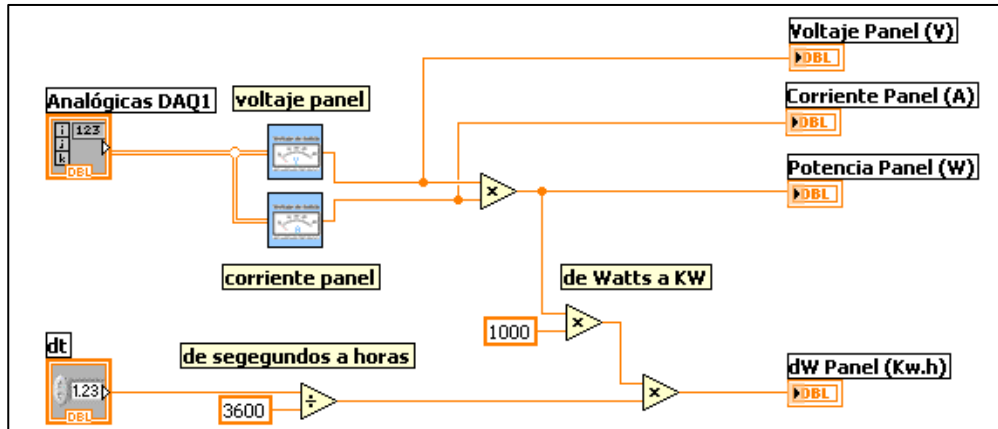 Voltaje Panel (V)
DBL
Analógicas DAQ1
voltaje panel
i 123
j
k
DBL
V
Corriente Panel (A)
DBL
Potencia Panel (W)
DBL
×
A
corriente panel
de Watts a KW
1000
×
dt
1.23
DBL
de segegundos a horas
3600
÷
×
dW Panel (Kw.h)
DBL